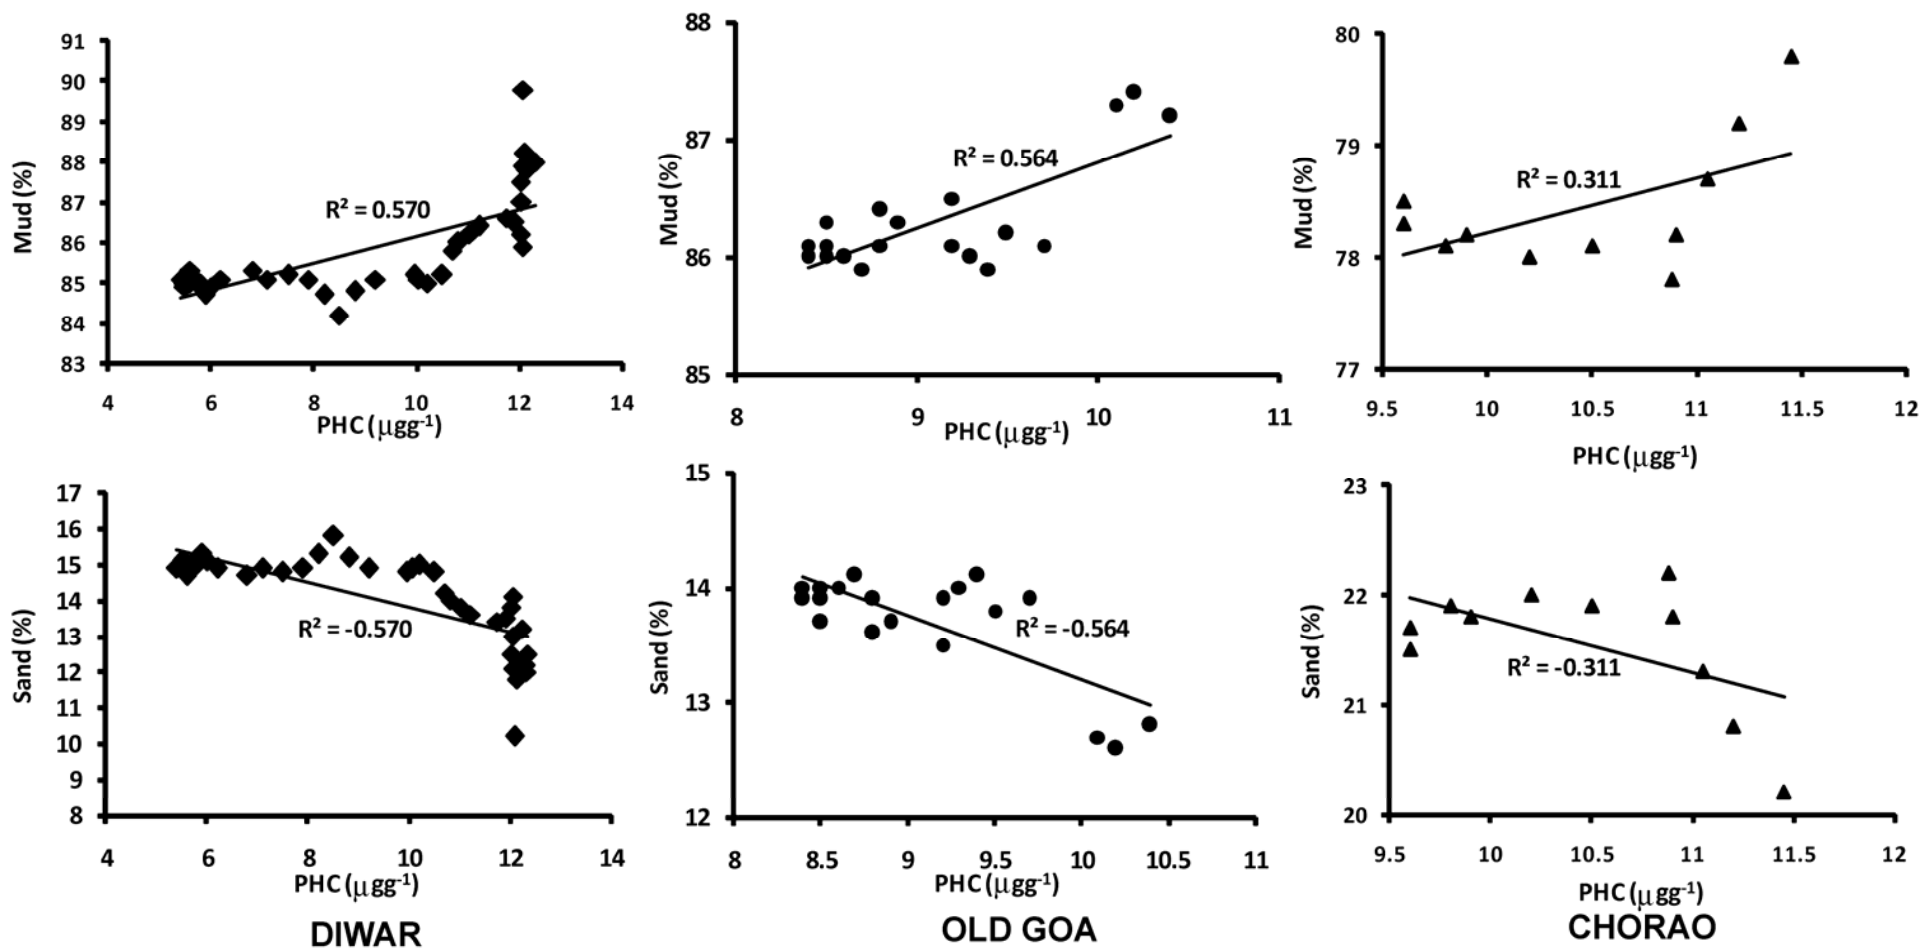 91
90
89
88
87
86
85
84
83
Mud (%)
R² = 0.570
4 6 8 10 12 14
PHC (µgg⁻¹)
88
87
86
85
Mud (%)
R² = 0.564
8 9 10 11
PHC (µgg⁻¹)
80
79
78
77
Mud (%)
R² = 0.311
9.5 10 10.5 11 11.5 12
PHC (µgg⁻¹)
17
16
15
14
13
12
11
10
9
8
Sand (%)
R² = -0.570
4 6 8 10 12 14
PHC (µgg⁻¹)
DIWAR
15
14
13
12
Sand (%)
R² = -0.564
8 8.5 9 9.5 10 10.5 11
PHC (µgg⁻¹)
OLD GOA
23
22
21
20
Sand (%)
R² = -0.311
9.5 10 10.5 11 11.5 12
PHC (µgg⁻¹)
CHORAO